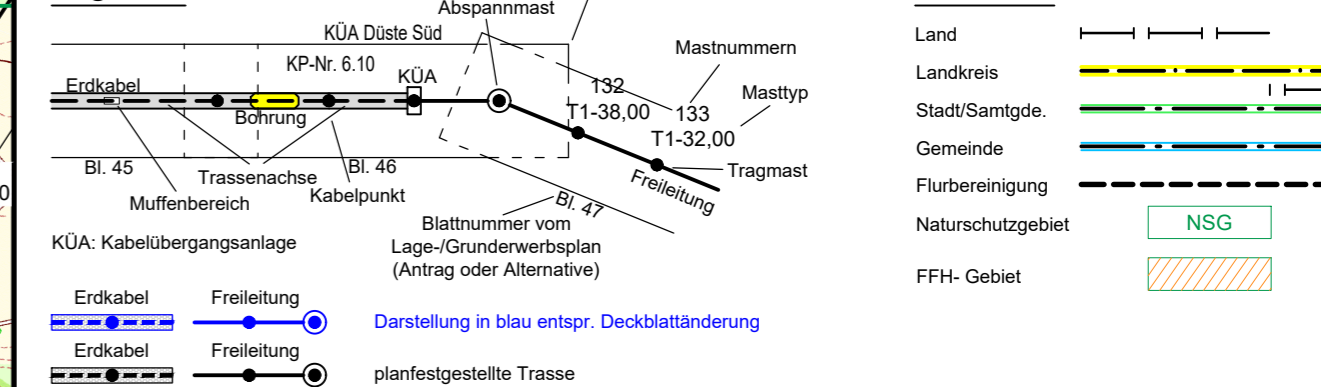 Abspannmast
KÜA Düste Süd
KP-Nr. 6.10
Erdkabel
KÜA
Bohrung
132
T1-38,00
Mastnummern
133
T1-32,00
Masttyp
Tragmast
Freileitung
Bl. 45
Bl. 46
Bl. 47
Trassenachse
Muffenbereich
Kabelpunkt
Blattnummer vom
Lage-/Grunderwerbsplan
(Antrag oder Alternative)
KÜA: Kabelübergangsanlage
Erdkabel Freileitung
Darstellung in blau entspr. Deckblattänderung
Erdkabel Freileitung
planfestgestellte Trasse
Land
Landkreis
Stadt/Samtgde.
Gemeinde
Flurbereinigung
Naturschutzgebiet
NSG
FFH- Gebiet
0